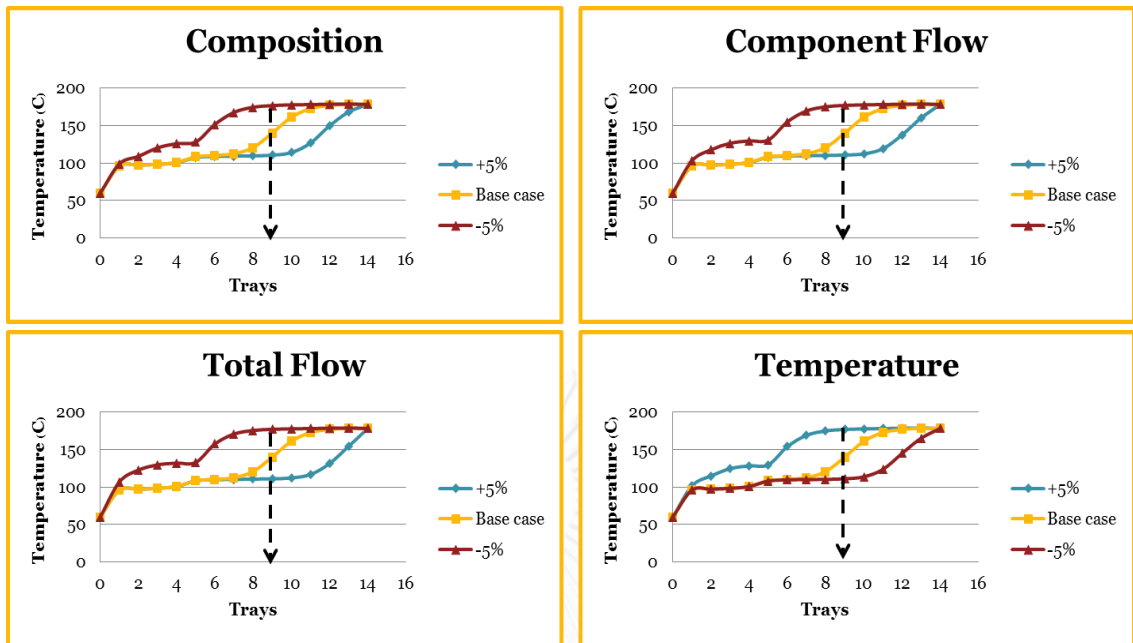 Composition
Temperature (C)
200
150
100
50
0
0 2 4 6 8 10 12 14 16
Trays
+5%
Base case
-5%
Component Flow
Temperature (C)
200
150
100
50
0
0 2 4 6 8 10 12 14 16
Trays
+5%
Base case
-5%
Total Flow
Temperature (C)
200
150
100
50
0
0 2 4 6 8 10 12 14 16
Trays
+5%
Base case
-5%
Temperature
Temperature (C)
200
150
100
50
0
0 2 4 6 8 10 12 14 16
Trays
+5%
Base case
-5%